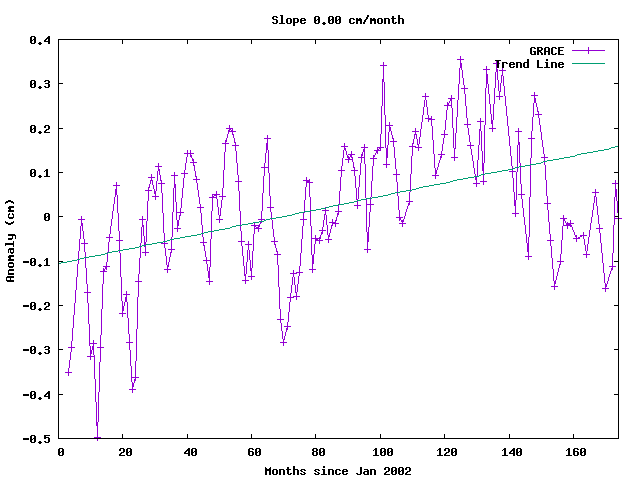 Slope 0.00 cm/month
GRACE
Trend Line
0.4
0.3
0.2
0.1
0
-0.1
-0.2
-0.3
-0.4
-0.5
Anomaly (cm)
0 20 40 60 80 100 120 140 160
Months since Jan 2002